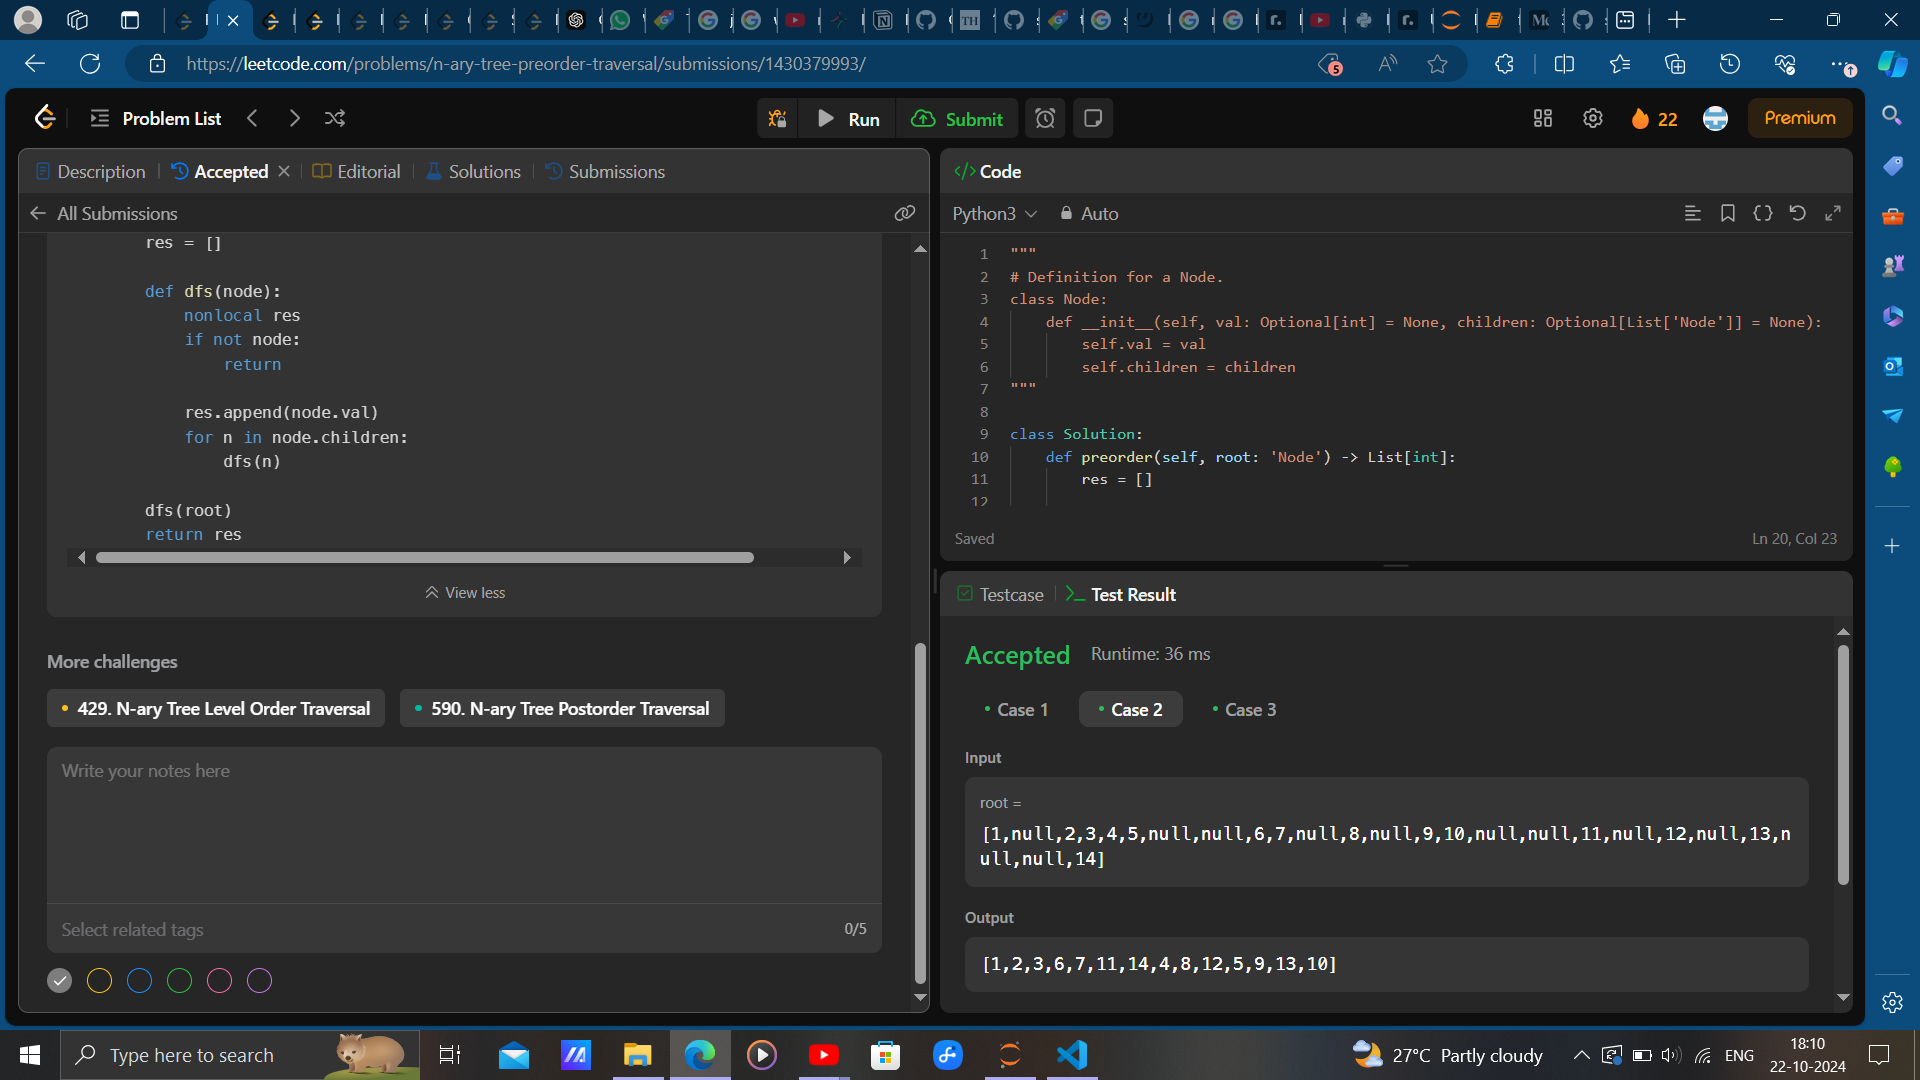 https://leetcode.com/problems/n-ary-tree-preorder-traversal/submissions/1430379993/
5
Problem List
Run
Submit
22
Premium
Description
Accepted
Editorial
Solutions
Submissions
All Submissions
res = []
def dfs(node):
nonlocal res
if not node:
return
res.append(node.val)
for n in node.children:
dfs(n)
dfs(root)
return res
View less
More challenges
429. N-ary Tree Level Order Traversal
590. N-ary Tree Postorder Traversal
Write your notes here
Select related tags
0/5
</> Code
Python3
Auto
1 """
2 # Definition for a Node.
3 class Node:
4 def __init__(self, val: Optional[int] = None, children: Optional[List['Node']] = None):
5 self.val = val
6 self.children = children
7 """
8
9 class Solution:
10 def preorder(self, root: 'Node') -> List[int]:
11 res = []
12
Saved
Ln 20, Col 23
Testcase
Test Result
Accepted
Runtime: 36 ms
Case 1
Case 2
Case 3
Input
root =
[1,null,2,3,4,5,null,null,6,7,null,8,null,9,10,null,null,11,null,12,null,13,n
ull,null,14]
Output
[1,2,3,6,7,11,14,4,8,12,5,9,13,10]
Type here to search
27°C Partly cloudy
ENG
18:10
22-10-2024